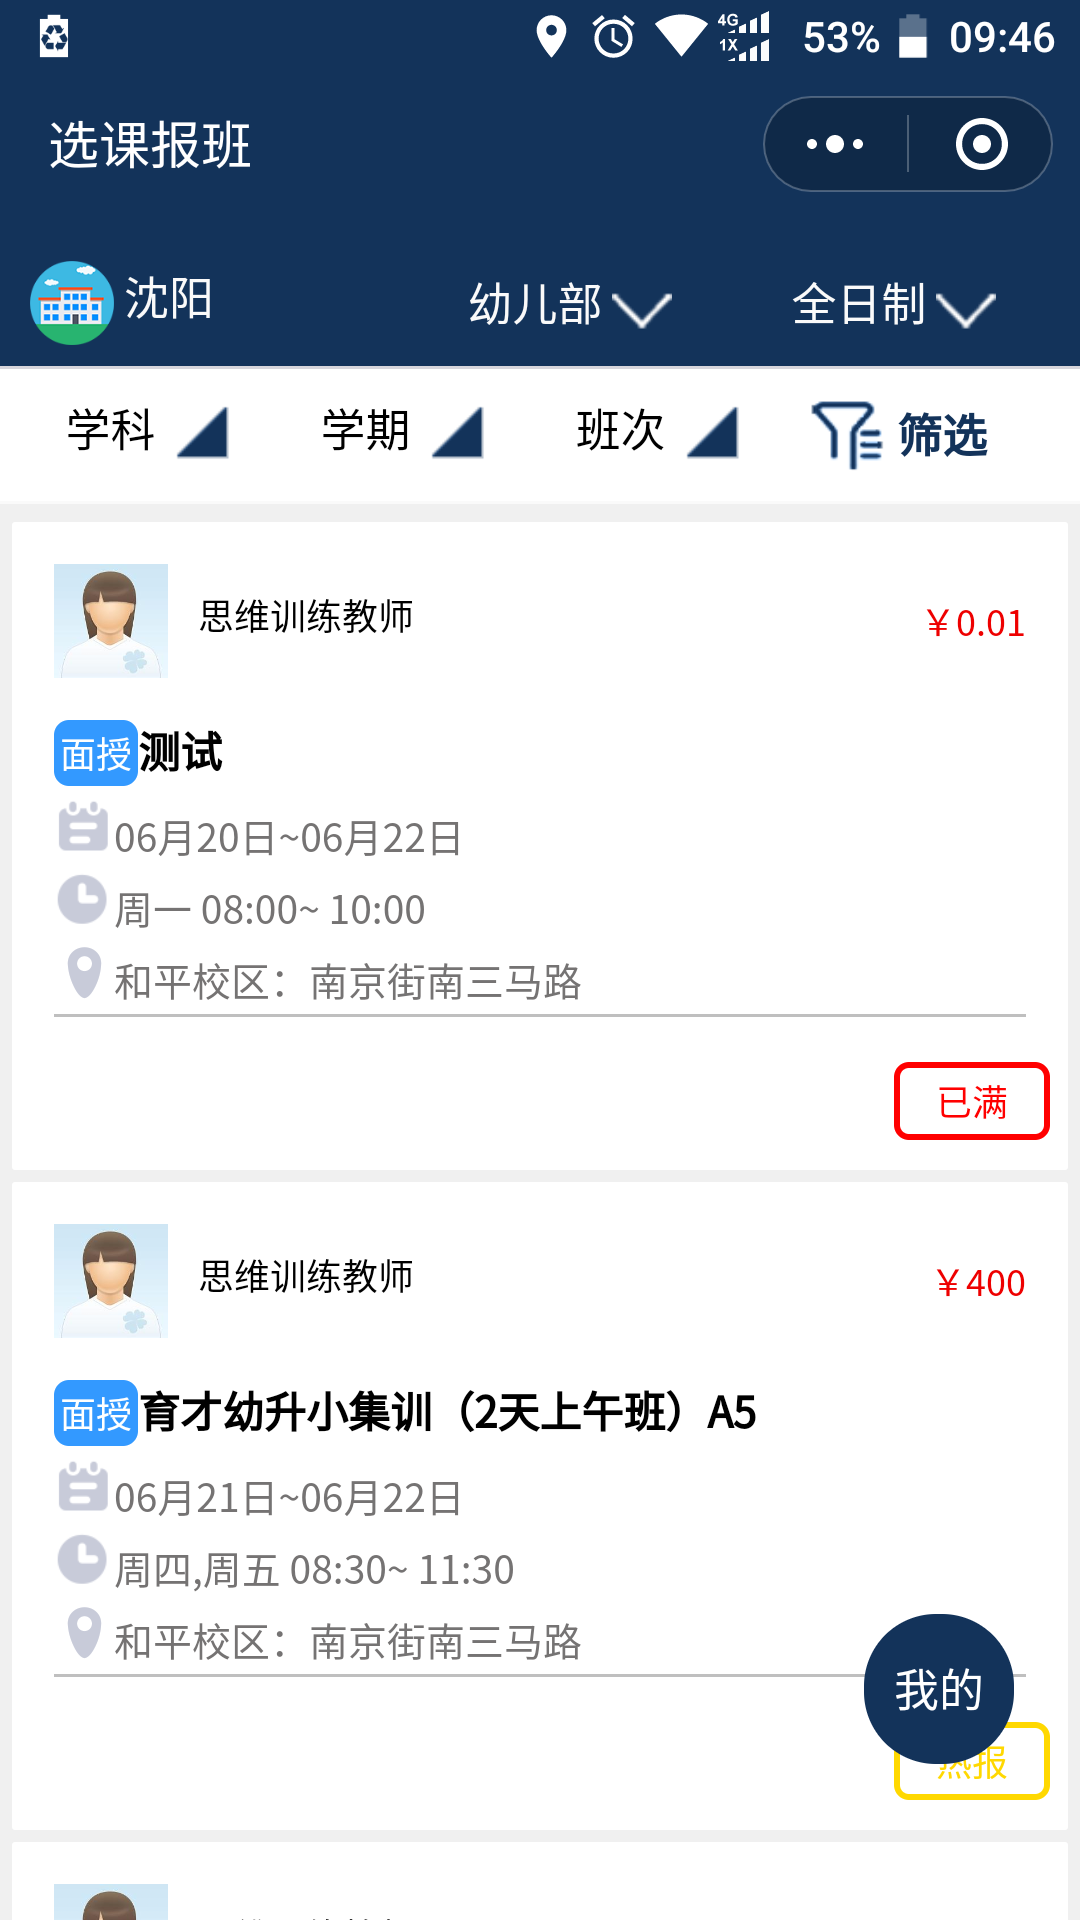 4G 1X 53% 09:46
选课报班
沈阳 幼儿部 全日制
学科 学期 班次 筛选
思维训练教师 ￥0.01
面授 测试
06月20日~06月22日
周一 08:00~ 10:00
和平校区：南京街南三马路
已满
思维训练教师 ￥400
面授 育才幼升小集训（2天上午班）A5
06月21日~06月22日
周四,周五 08:30~ 11:30
和平校区：南京街南三马路
我的
热报